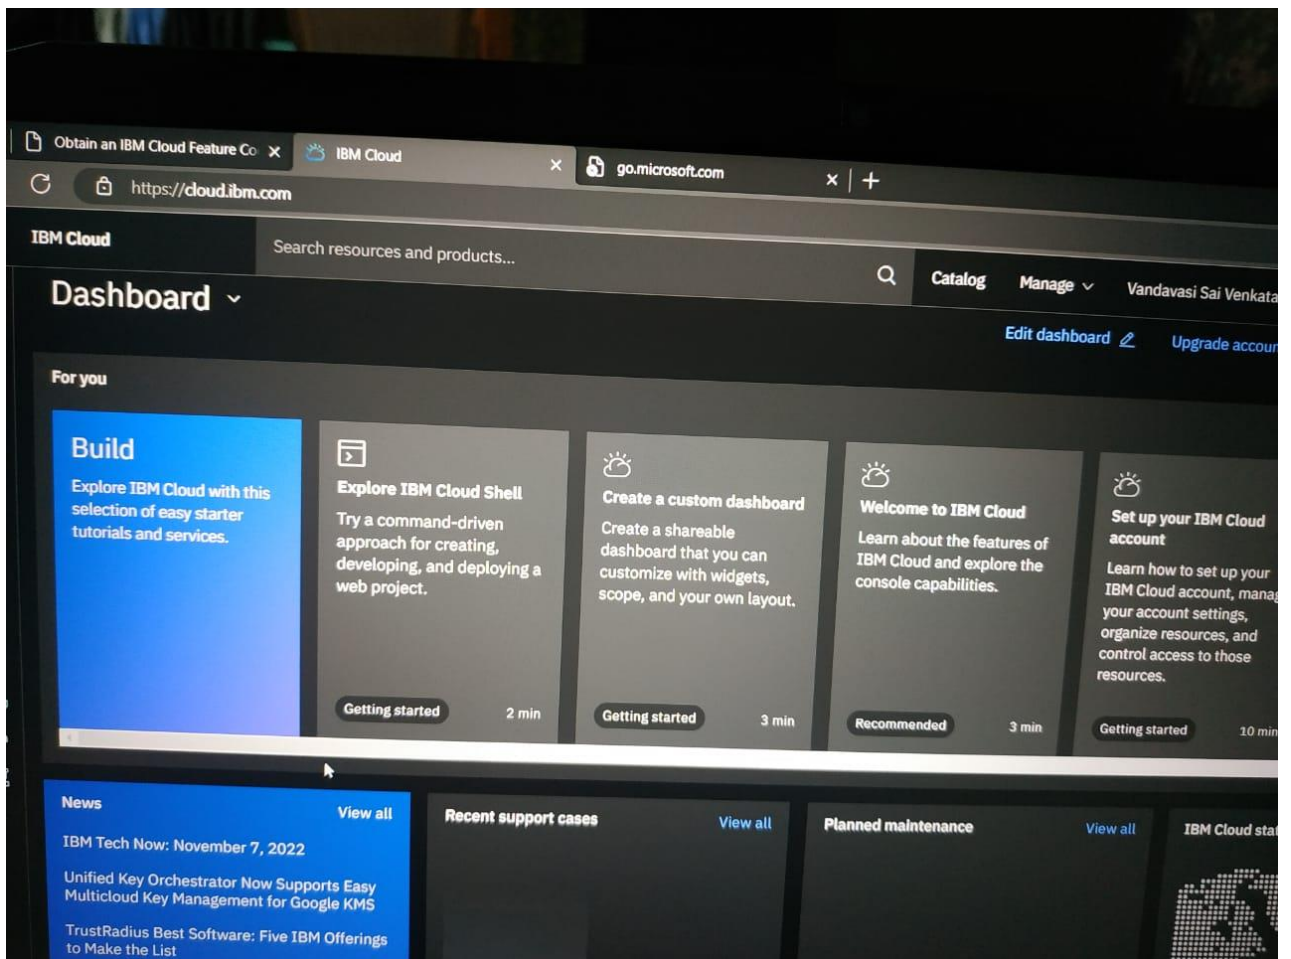 Obtain an IBM Cloud Feature Co
IBM Cloud
go.microsoft.com
https://cloud.ibm.com
IBM Cloud
Search resources and products...
Catalog
Manage
Vandavasi Sai Venkata
Dashboard
Edit dashboard
Upgrade accoun
For you
Build
Explore IBM Cloud with this
selection of easy starter
tutorials and services.
Explore IBM Cloud Shell
Try a command-driven
approach for creating,
developing, and deploying a
web project.
Getting started
2 min
Create a custom dashboard
Create a shareable
dashboard that you can
customize with widgets,
scope, and your own layout.
Getting started
3 min
Welcome to IBM Cloud
Learn about the features of
IBM Cloud and explore the
console capabilities.
Recommended
3 min
Set up your IBM Cloud
account
Learn how to set up your
IBM Cloud account, manag
your account settings,
organize resources, and
control access to those
resources.
Getting started
10 min
News
View all
IBM Tech Now: November 7, 2022
Unified Key Orchestrator Now Supports Easy
Multicloud Key Management for Google KMS
TrustRadius Best Software: Five IBM Offerings
to Make the List
Recent support cases
View all
Planned maintenance
View all
IBM Cloud stat